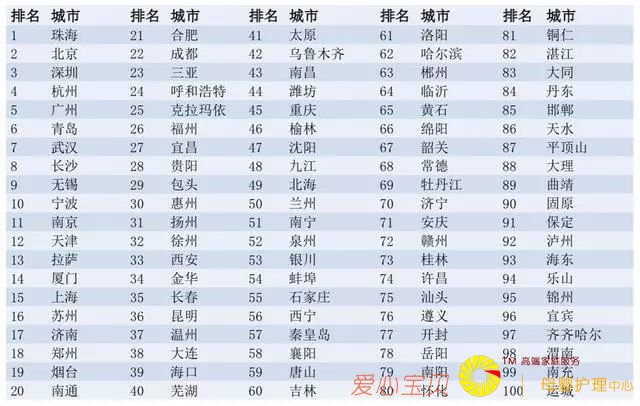 排名 城市 排名 城市 排名 城市 排名 城市 排名 城市
1 珠海 21 合肥 41 太原 61 洛阳 81 铜仁
2 北京 22 成都 42 乌鲁木齐 62 哈尔滨 82 湛江
3 深圳 23 三亚 43 南昌 63 郴州 83 大同
4 杭州 24 呼和浩特 44 潍坊 64 临沂 84 丹东
5 广州 25 克拉玛依 45 重庆 65 黄石 85 邯郸
6 青岛 26 福州 46 榆林 66 绵阳 86 天水
7 武汉 27 宜昌 47 沈阳 67 韶关 87 平顶山
8 长沙 28 贵阳 48 九江 68 常德 88 大理
9 无锡 29 包头 49 北海 69 牡丹江 89 曲靖
10 宁波 30 惠州 50 兰州 70 济宁 90 固原
11 南京 31 扬州 51 南宁 71 安庆 91 保定
12 天津 32 徐州 52 泉州 72 赣州 92 泸州
13 拉萨 33 西安 53 银川 73 桂林 93 海东
14 厦门 34 金华 54 蚌埠 74 许昌 94 乐山
15 上海 35 长春 55 石家庄 75 汕头 95 锦州
16 苏州 36 昆明 56 西宁 76 遵义 96 宜宾
17 济南 37 温州 57 秦皇岛 77 开封 97 齐齐哈尔
18 郑州 38 大连 58 襄阳 78 岳阳 98 渭南
19 烟台 39 海口 59 唐山 79 南阳 99 南充
20 南通 40 芜湖 60 吉林 80 怀化 100 运城
TM 高端家庭服务
爱心宝贝 母婴护理中心